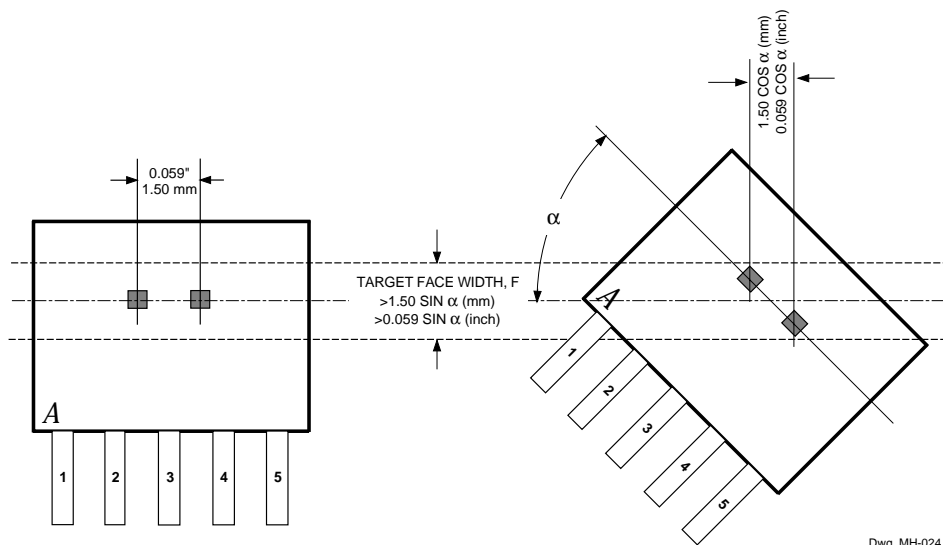 0.059"
1.50 mm
A
1
2
3
4
5
TARGET FACE WIDTH, F
>1.50 SIN α (mm)
>0.059 SIN α (inch)
1.50 COS α (mm)
0.059 COS α (inch)
α
A
1
2
3
4
5
Dwg. MH-024